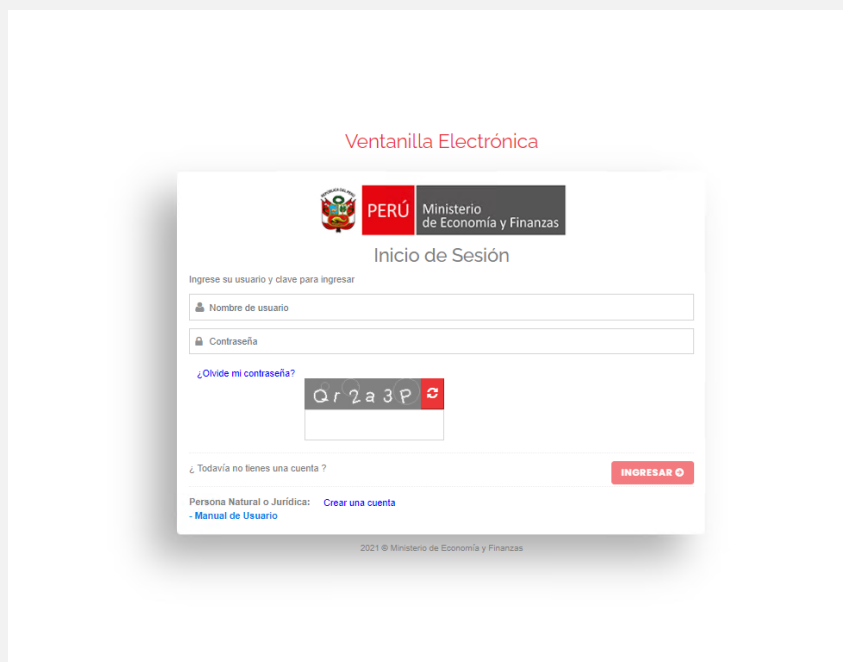 Ventanilla Electrónica
PERÚ
Ministerio
de Economía y Finanzas
Inicio de Sesión
Ingrese su usuario y clave para ingresar
Nombre de usuario
Contraseña
¿Olvide mi contraseña?
Qr2a3P
¿ Todavía no tienes una cuenta ?
INGRESAR
Persona Natural o Jurídica: Crear una cuenta
- Manual de Usuario
2021 © Ministerio de Economía y Finanzas